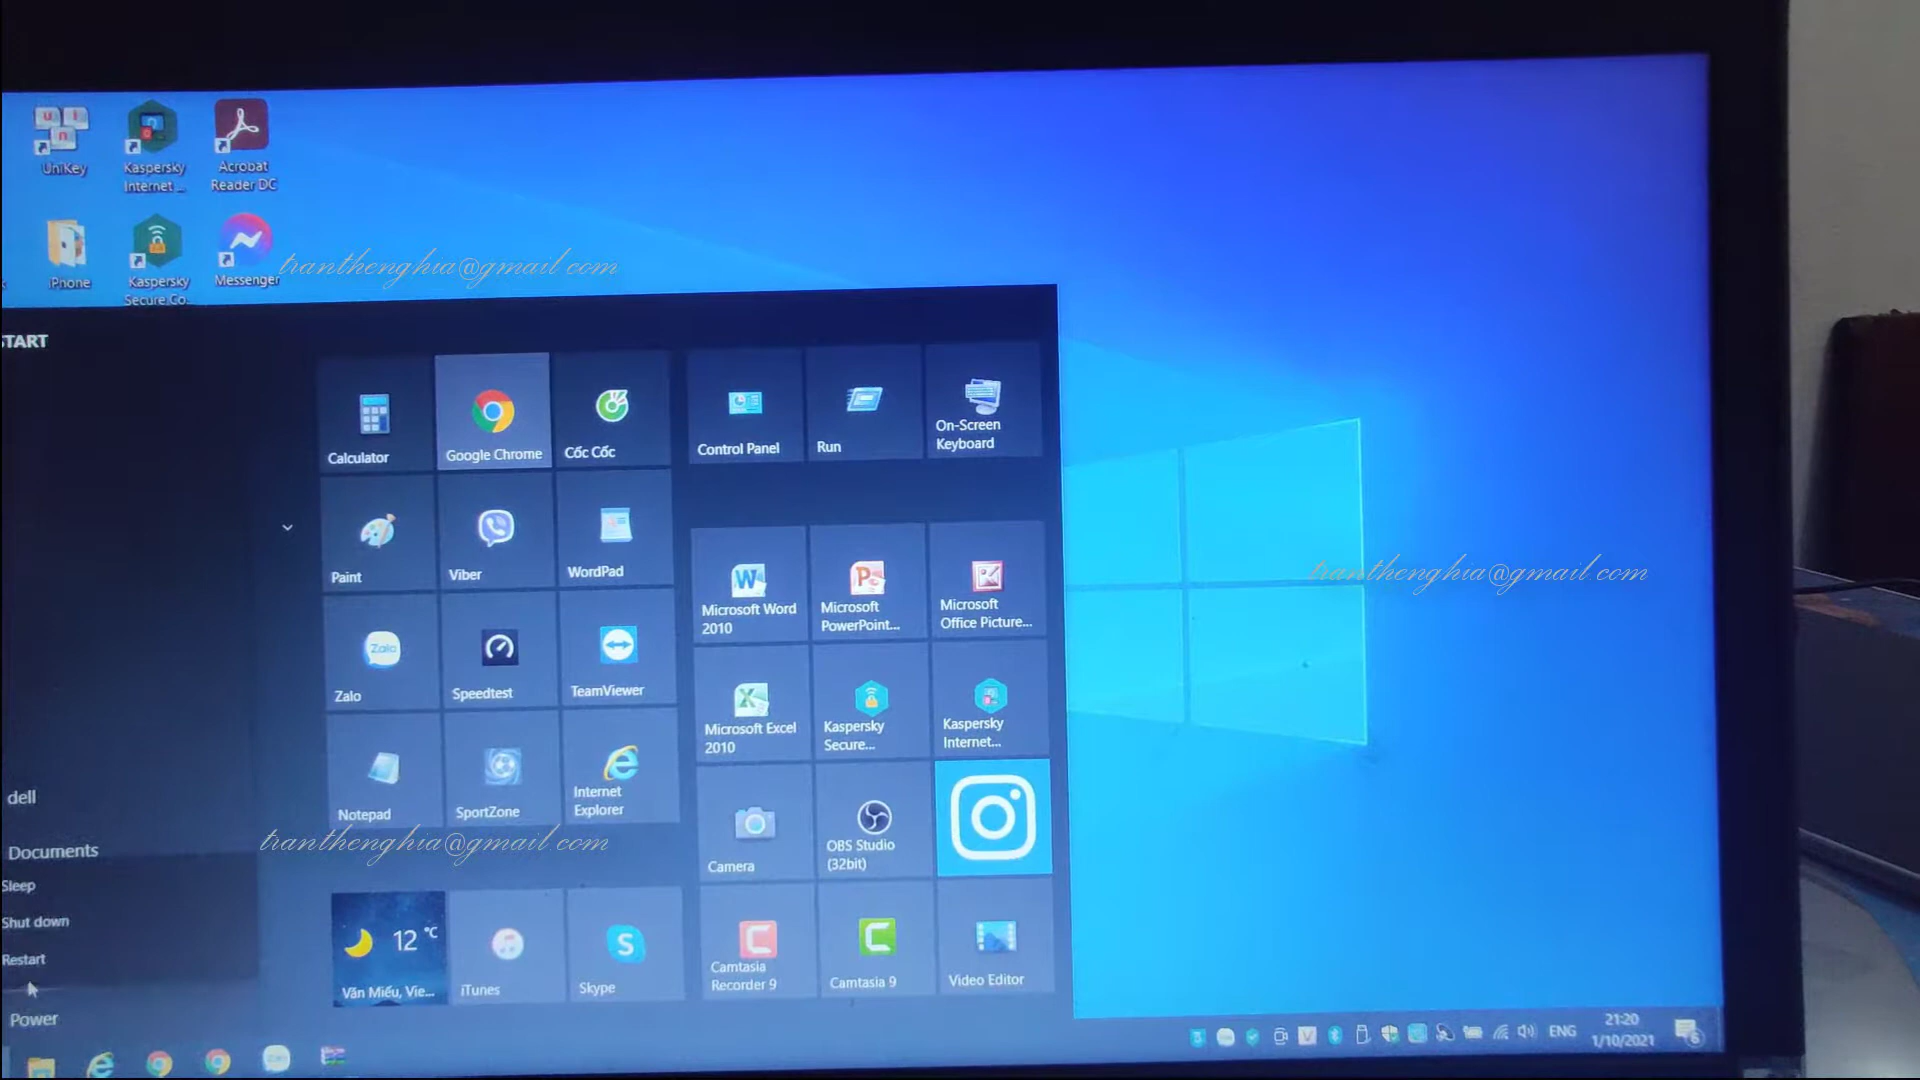 UniKey
Kaspersky
Internet ...
Acrobat
Reader DC
iPhone
Kaspersky
Secure Co...
Messenger
tranthenghia@gmail.com
START
Calculator
Google Chrome
Cốc Cốc
Control Panel
Run
On-Screen
Keyboard
Paint
Viber
WordPad
Microsoft Word
2010
Microsoft
PowerPoint...
Microsoft
Office Picture...
tranthenghia@gmail.com
Zalo
Zalo
Speedtest
TeamViewer
Microsoft Excel
2010
Kaspersky
Secure...
Kaspersky
Internet...
Notepad
SportZone
Internet
Explorer
Camera
OBS Studio
(32bit)
tranthenghia@gmail.com
dell
Documents
Sleep
Shut down
Restart
Power
12 °C
Văn Miếu, Vie...
iTunes
Skype
Camtasia
Recorder 9
Camtasia 9
Video Editor
ENG
21:20
1/10/2021
6